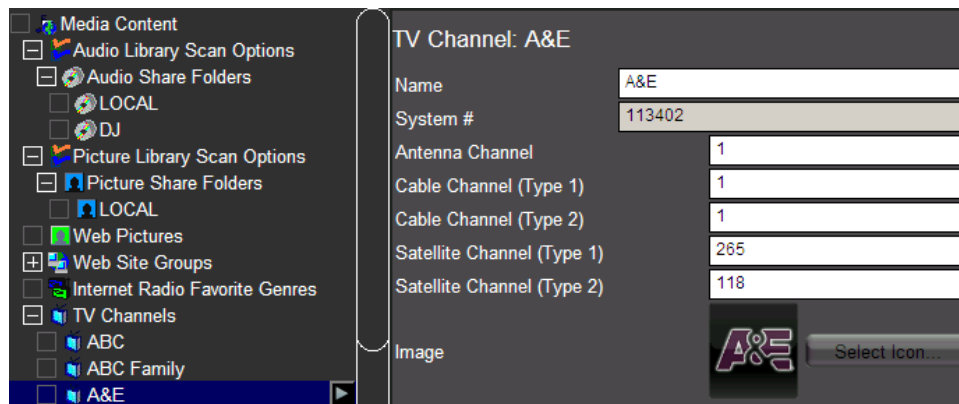 Media Content
Audio Library Scan Options
Audio Share Folders
LOCAL
DJ
Picture Library Scan Options
Picture Share Folders
LOCAL
Web Pictures
Web Site Groups
Internet Radio Favorite Genres
TV Channels
ABC
ABC Family
A&E
TV Channel: A&E
Name A&E
System # 113402
Antenna Channel 1
Cable Channel (Type 1) 1
Cable Channel (Type 2) 1
Satellite Channel (Type 1) 265
Satellite Channel (Type 2) 118
Image A&E Select Icon...